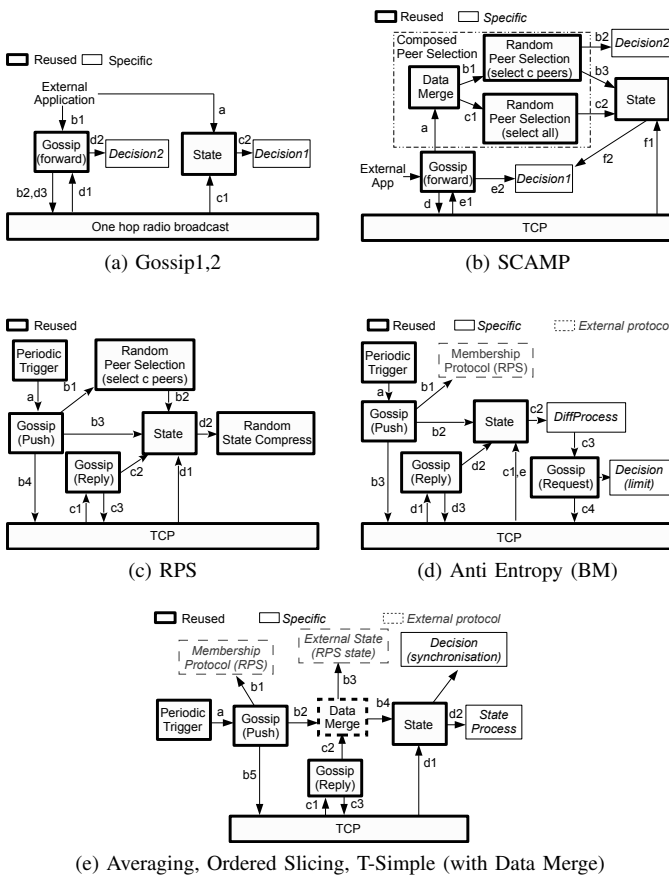 Reused Specific
External
Application
a
b1
Gossip
(forward)
d2
Decision2
State
c2
Decision1
b2,d3
d1
c1
One hop radio broadcast
(a) Gossip1,2
Reused Specific
Composed
Peer Selection
Random
Peer Selection
(select c peers)
b2
Decision2
b1
b3
Data
Merge
State
c1
Random
Peer Selection
(select all)
c2
a
f1
f2
External
App
Gossip
(forward)
e2
Decision1
d
e1
TCP
(b) SCAMP
Reused
Periodic
Trigger
Random
Peer Selection
(select c peers)
a
b1
b2
Gossip
(Push)
b3
State
d2
Random
State Compress
Gossip
(Reply)
c2
b4
d1
c1
c3
TCP
(c) RPS
Reused Specific External protocol
Periodic
Trigger
Membership
Protocol (RPS)
a
b1
Gossip
(Push)
b2
State
c2
DiffProcess
c3
Gossip
(Reply)
d2
c1,e
Gossip
(Request)
Decision
(limit)
b3
d1
d3
c4
TCP
(d) Anti Entropy (BM)
Reused Specific External protocol
Membership
Protocol (RPS)
External State
(RPS state)
Decision
(synchronisation)
b1
b3
Periodic
Trigger
a
Gossip
(Push)
b2
Data
Merge
b4
State
d2
State
Process
c2
b5
Gossip
(Reply)
d1
c1
c3
TCP
(e) Averaging, Ordered Slicing, T-Simple (with Data Merge)